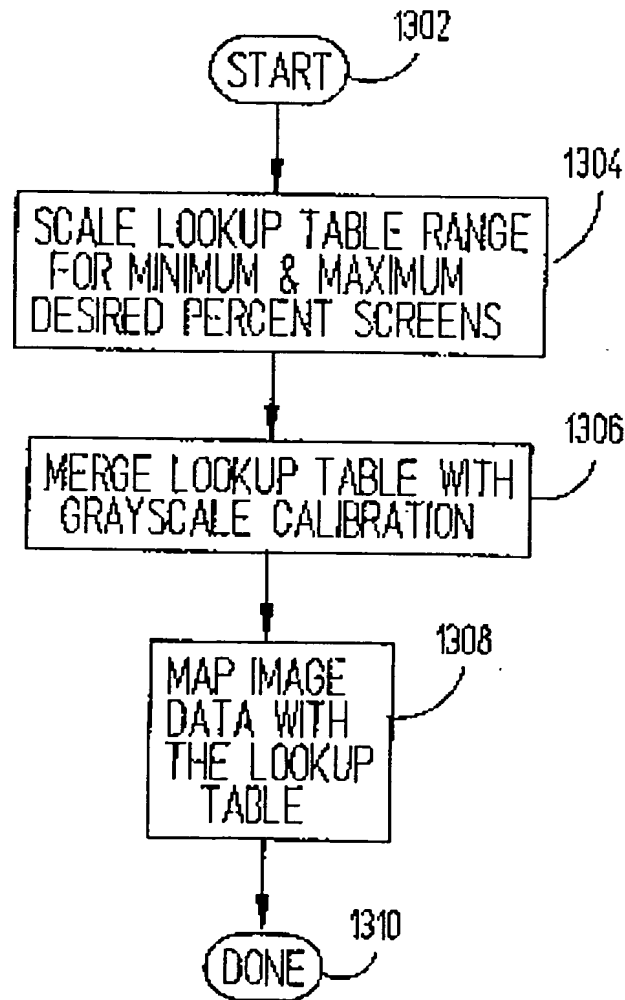 1302
START
1304
SCALE LOOKUP TABLE RANGE
FOR MINIMUM & MAXIMUM
DESIRED PERCENT SCREENS
1306
MERGE LOOKUP TABLE WITH
GRAYSCALE CALIBRATION
1308
MAP IMAGE
DATA WITH
THE LOOKUP
TABLE
1310
DONE